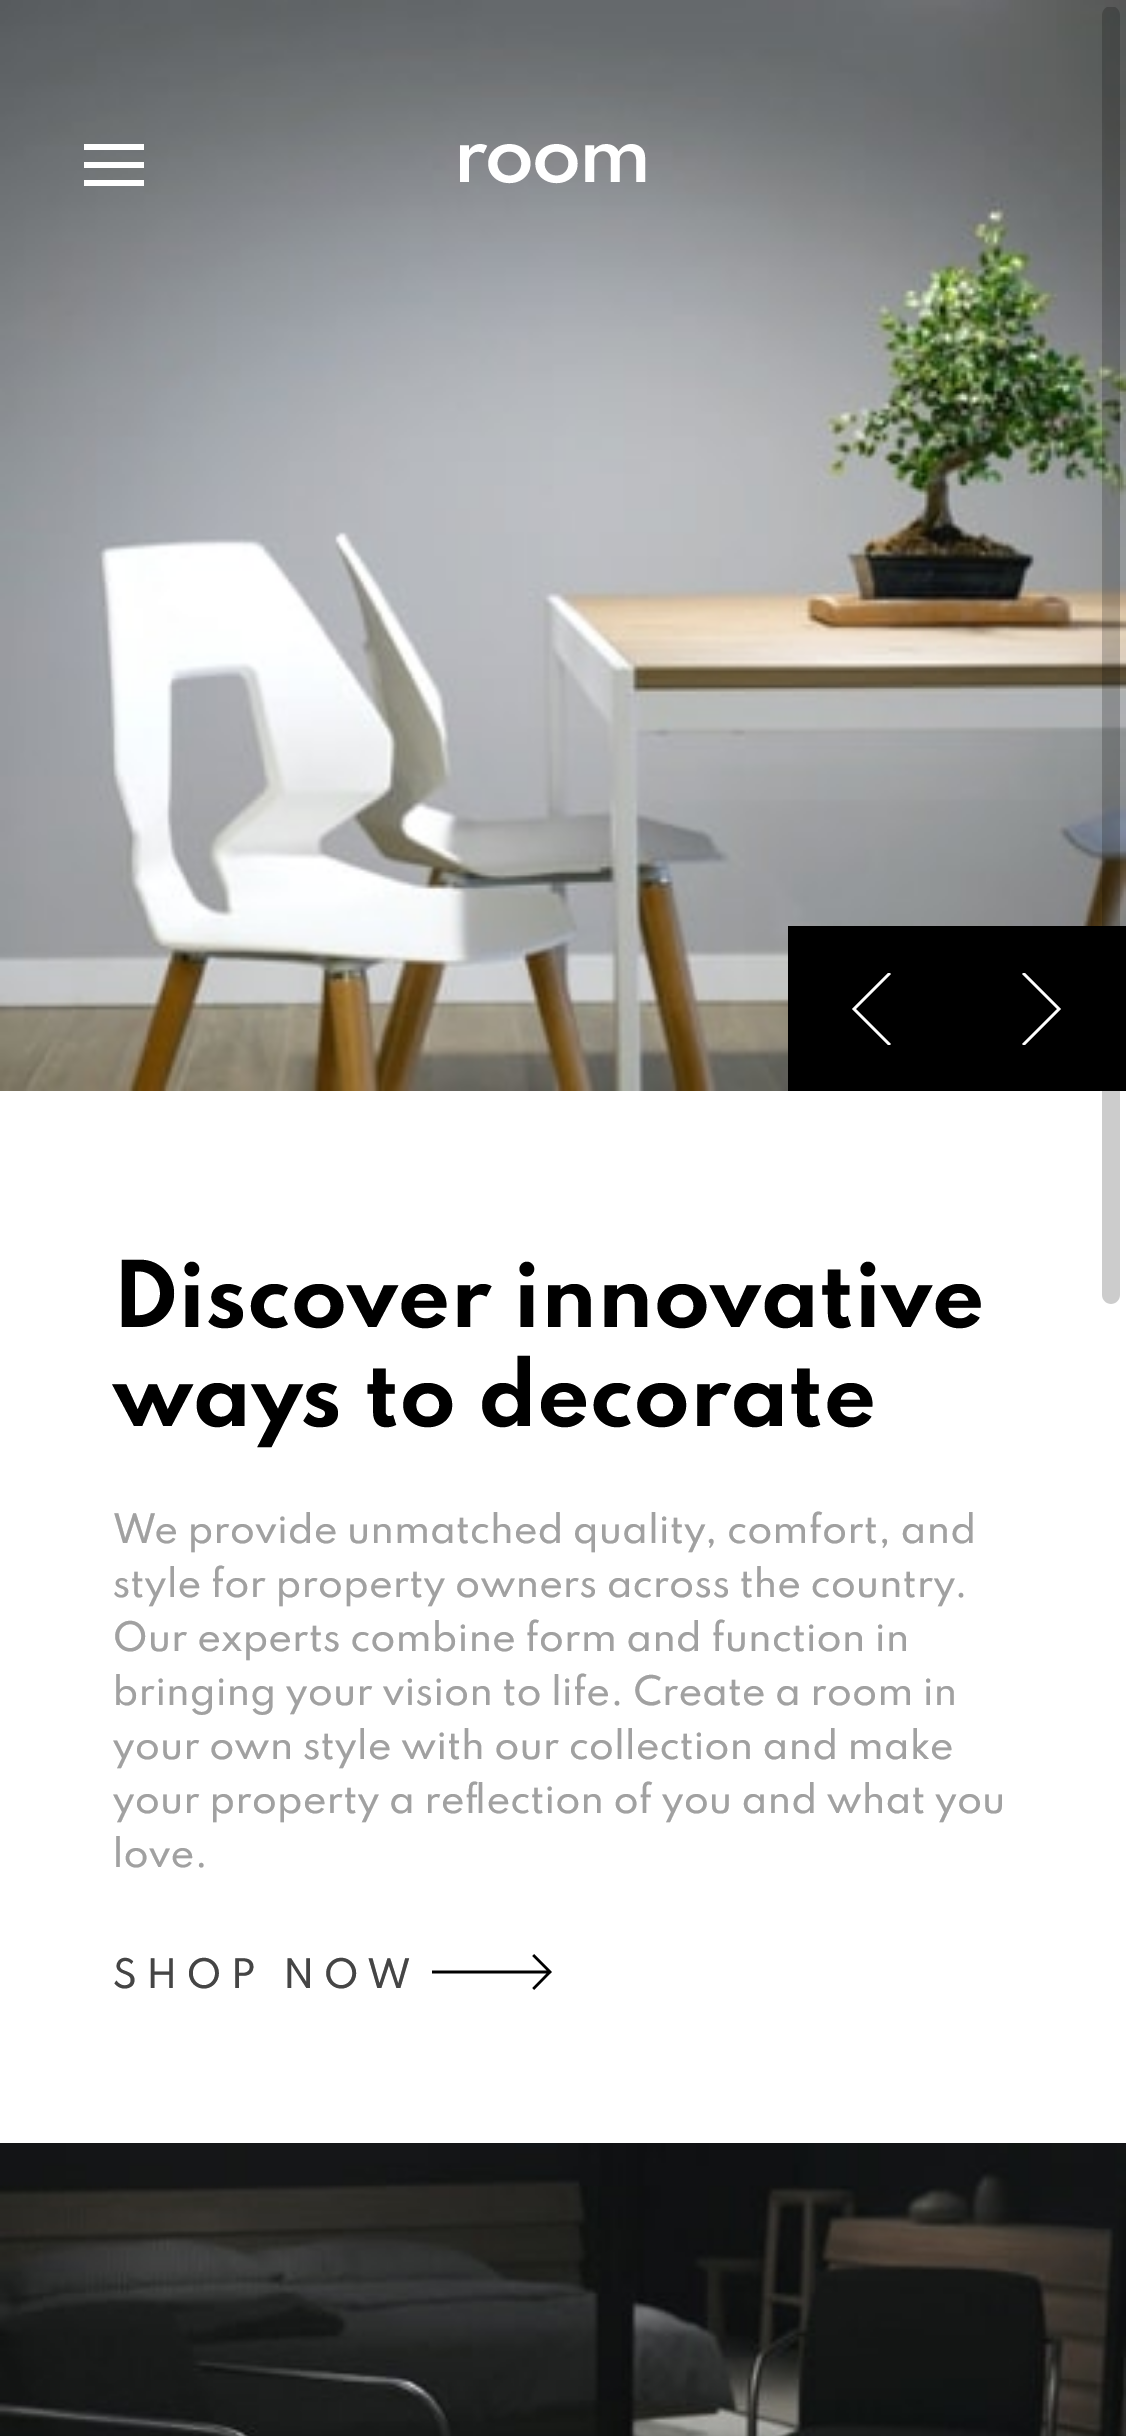 room
Discover innovative
ways to decorate
We provide unmatched quality, comfort, and
style for property owners across the country.
Our experts combine form and function in
bringing your vision to life. Create a room in
your own style with our collection and make
your property a reflection of you and what you
love.
SHOP NOW